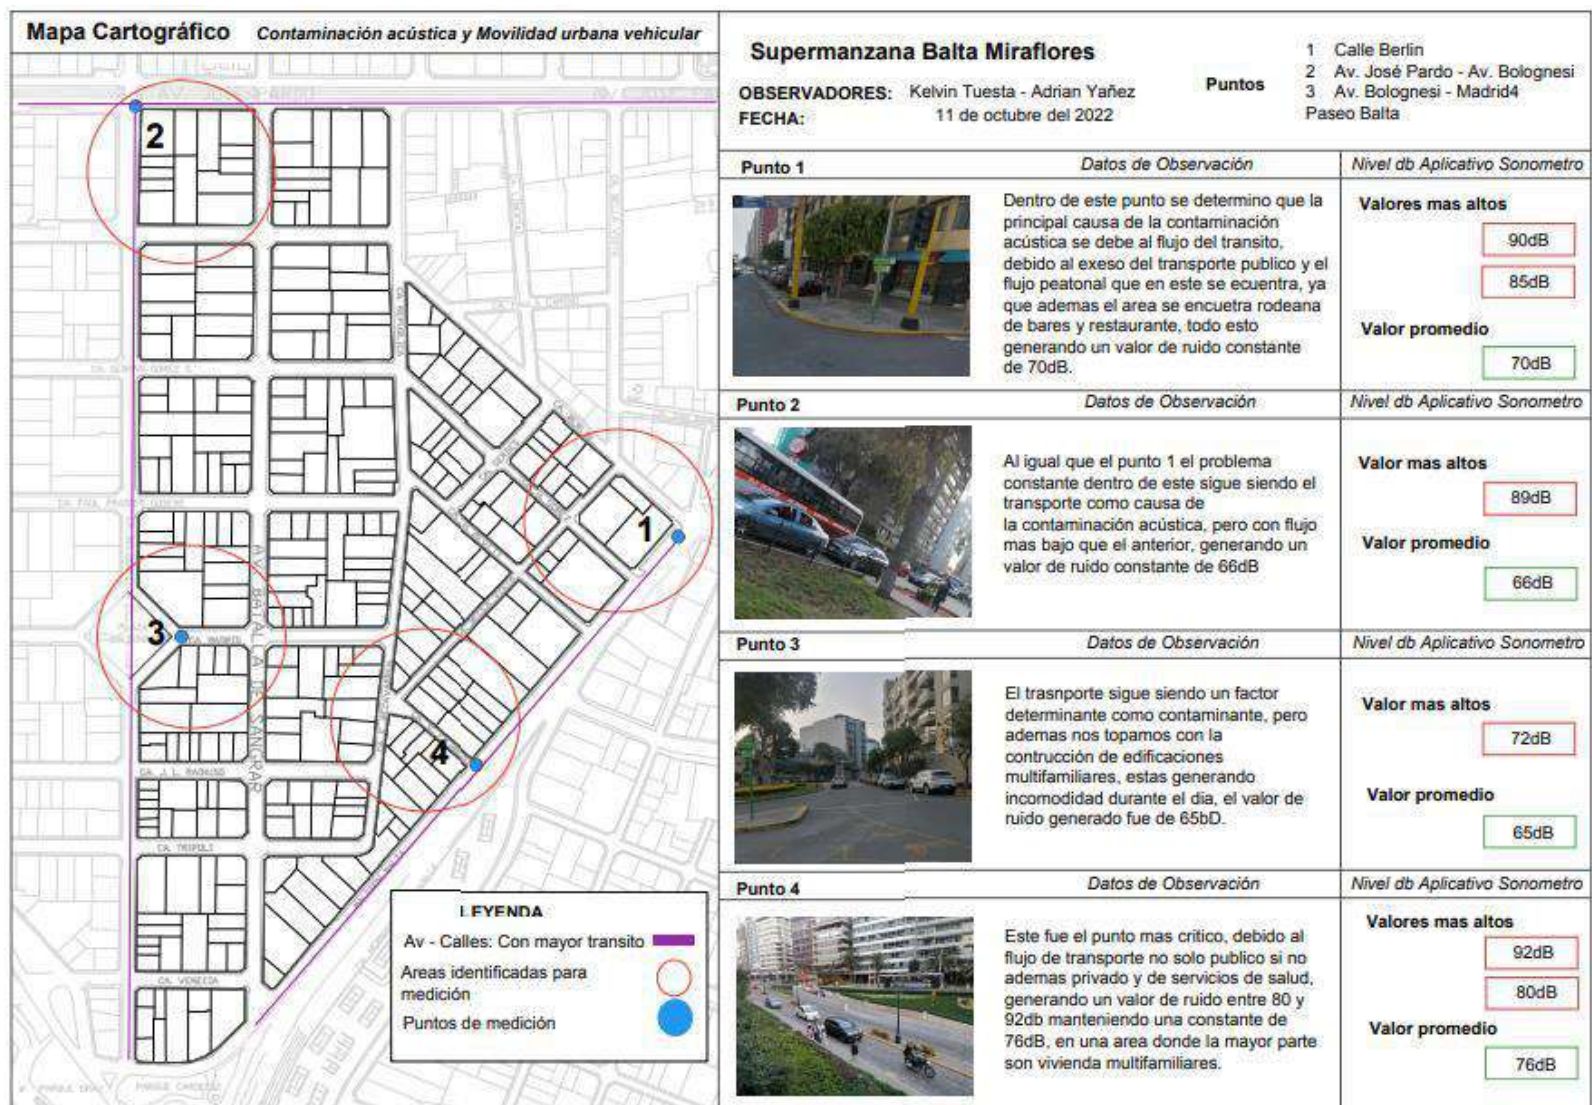 Mapa Cartográfico
Contaminación acústica y Movilidad urbana vehicular
2
1
3
4
CA. MADRID
AV. BATALLA DE SANGRAR
CA. TRIPOLI
CA. VENECIA
LEYENDA
Av - Calles: Con mayor transito
Areas identificadas para
medición
Puntos de medición
Supermanzana Balta Miraflores
OBSERVADORES: Kelvin Tuesta - Adrian Yañez
FECHA: 11 de octubre del 2022
Puntos
1 Calle Berlin
2 Av. José Pardo - Av. Bolognesi
3 Av. Bolognesi - Madrid4
Paseo Balta
Punto 1
Datos de Observación
Nivel db Aplicativo Sonometro
Dentro de este punto se determino que la
principal causa de la contaminación
acústica se debe al flujo del transito,
debido al exeso del transporte publico y el
flujo peatonal que en este se ecuentra, ya
que ademas el area se encuetra rodeana
de bares y restaurante, todo esto
generando un valor de ruido constante
de 70dB.
Valores mas altos
90dB
85dB
Valor promedio
70dB
Punto 2
Datos de Observación
Nivel db Aplicativo Sonometro
Al igual que el punto 1 el problema
constante dentro de este sigue siendo el
transporte como causa de
la contaminación acústica, pero con flujo
mas bajo que el anterior, generando un
valor de ruido constante de 66dB
Valor mas altos
89dB
Valor promedio
66dB
Punto 3
Datos de Observación
Nivel db Aplicativo Sonometro
El trasnporte sigue siendo un factor
determinante como contaminante, pero
ademas nos topamos con la
contrucción de edificaciones
multifamiliares, estas generando
incomodidad durante el dia, el valor de
ruido generado fue de 65bD.
Valor mas altos
72dB
Valor promedio
65dB
Punto 4
Datos de Observación
Nivel db Aplicativo Sonometro
Este fue el punto mas critico, debido al
flujo de transporte no solo publico si no
ademas privado y de servicios de salud,
generando un valor de ruido entre 80 y
92db manteniendo una constante de
76dB, en una area donde la mayor parte
son vivienda multifamiliares.
Valores mas altos
92dB
80dB
Valor promedio
76dB